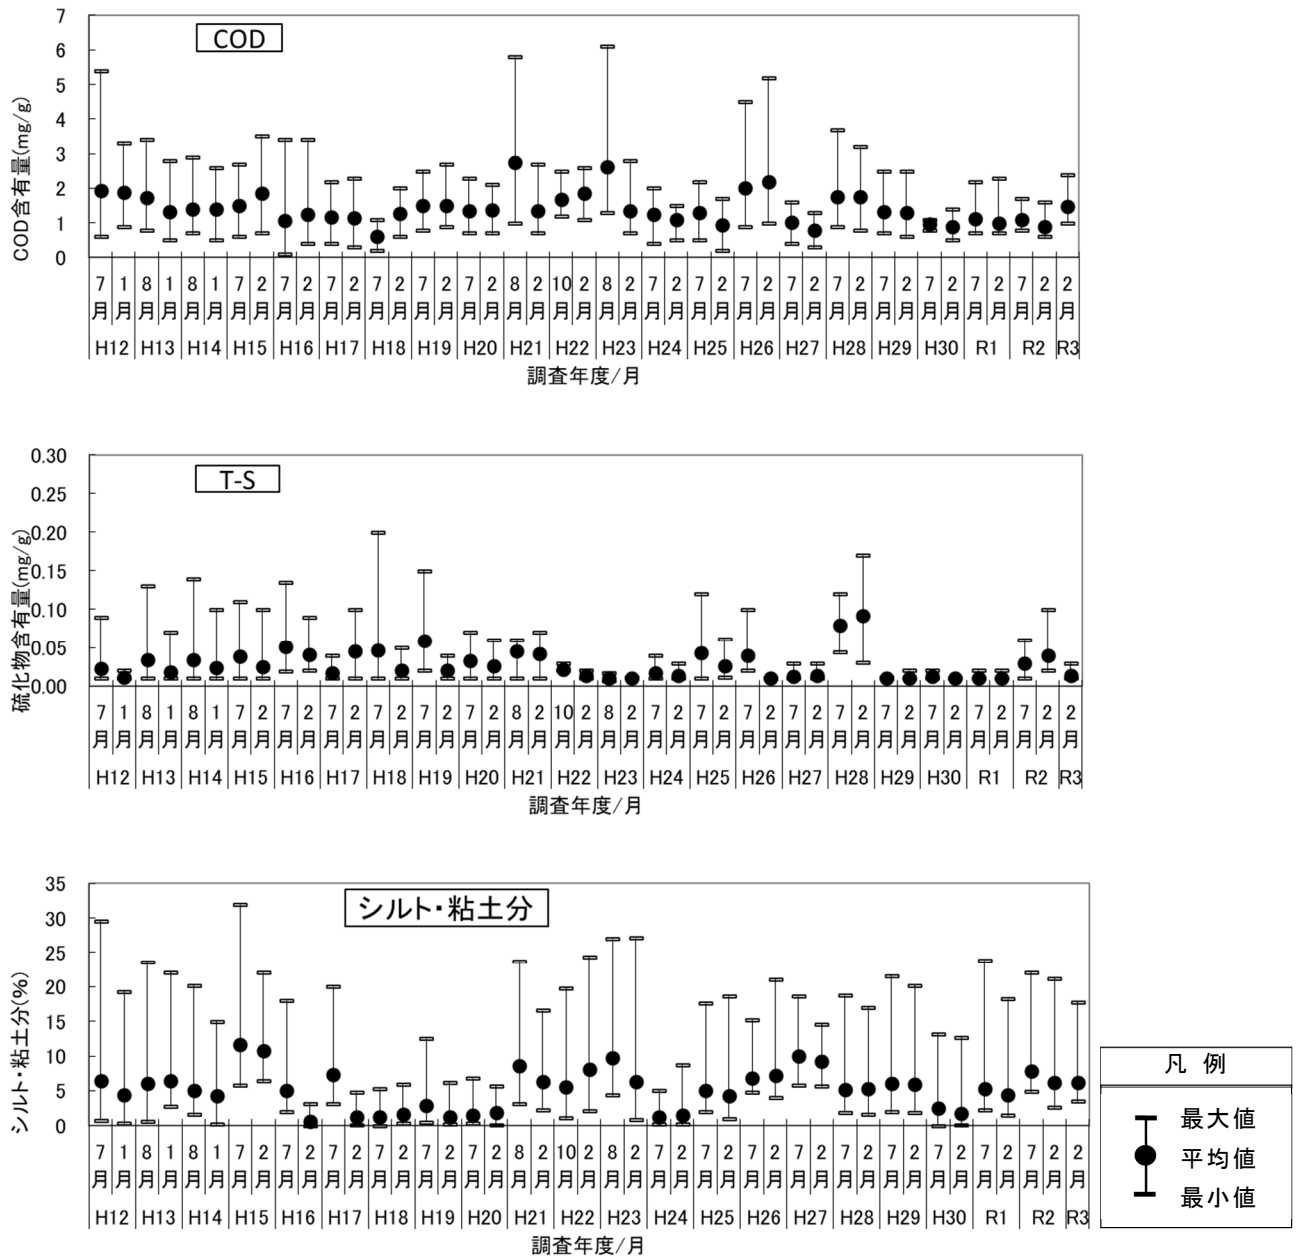 COD
COD含有量(mg/g)
7
6
5
4
3
2
1
0
7月 1月 8月 1月 8月 1月 7月 2月 7月 2月 7月 2月 7月 2月 7月 2月 7月 2月 8月 2月 10月 2月 8月 2月 7月 2月 7月 2月 7月 2月 7月 2月 7月 2月 7月 2月 7月 2月 7月 2月 7月 2月 2月
H12 H13 H14 H15 H16 H17 H18 H19 H20 H21 H22 H23 H24 H25 H26 H27 H28 H29 H30 R1 R2 R3
調査年度/月
T-S
硫化物含有量(mg/g)
0.30
0.25
0.20
0.15
0.10
0.05
0.00
7月 1月 8月 1月 8月 1月 7月 2月 7月 2月 7月 2月 7月 2月 7月 2月 7月 2月 8月 2月 10月 2月 8月 2月 7月 2月 7月 2月 7月 2月 7月 2月 7月 2月 7月 2月 7月 2月 7月 2月 7月 2月 2月
H12 H13 H14 H15 H16 H17 H18 H19 H20 H21 H22 H23 H24 H25 H26 H27 H28 H29 H30 R1 R2 R3
調査年度/月
シルト・粘土分
シルト・粘土分(%)
35
30
25
20
15
10
5
0
7月 1月 8月 1月 8月 1月 7月 2月 7月 2月 7月 2月 7月 2月 7月 2月 7月 2月 8月 2月 10月 2月 8月 2月 7月 2月 7月 2月 7月 2月 7月 2月 7月 2月 7月 2月 7月 2月 7月 2月 7月 2月 2月
H12 H13 H14 H15 H16 H17 H18 H19 H20 H21 H22 H23 H24 H25 H26 H27 H28 H29 H30 R1 R2 R3
調査年度/月
凡 例
最大値
平均値
最小値